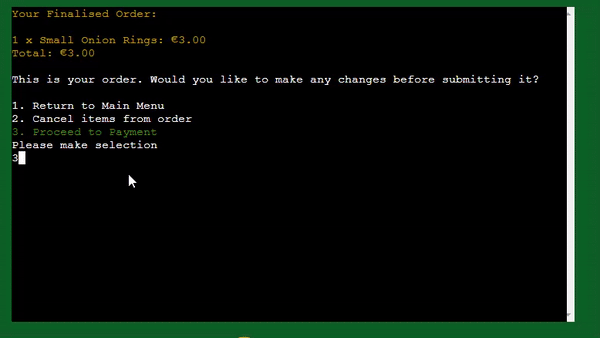 Your Finalised Order:
1 x Small Onion Rings: €3.00
Total: €3.00
This is your order. Would you like to make any changes before submitting it?
1. Return to Main Menu
2. Cancel items from order
3. Proceed to Payment
Please make selection
3